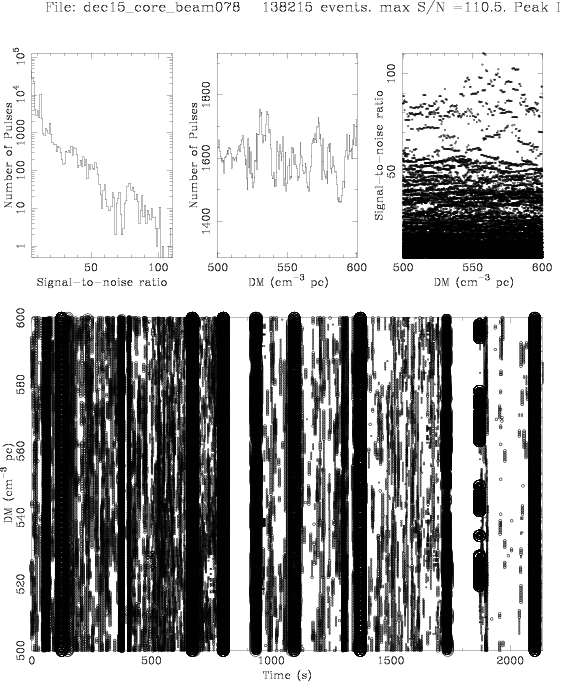 File: dec15_core_beam078 138215 events. max S/N =110.5. Peak I
Number of Pulses
1 10 100 1000 10^4 10^5
50 100
Signal-to-noise ratio
Number of Pulses
1400 1600 1800
500 550 600
DM (cm^-3 pc)
Signal-to-noise ratio
50 100
500 550 600
DM (cm^-3 pc)
DM (cm^-3 pc)
500 520 540 560 580 600
0 500 1000 1500 2000
Time (s)